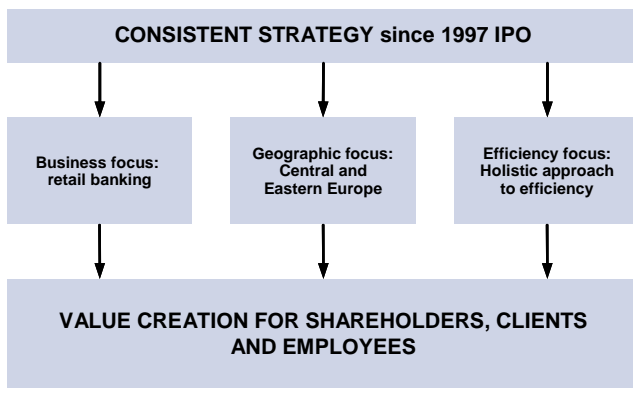 CONSISTENT STRATEGY since 1997 IPO
Business focus:
retail banking
Geographic focus:
Central and
Eastern Europe
Efficiency focus:
Holistic approach
to efficiency
VALUE CREATION FOR SHAREHOLDERS, CLIENTS
AND EMPLOYEES